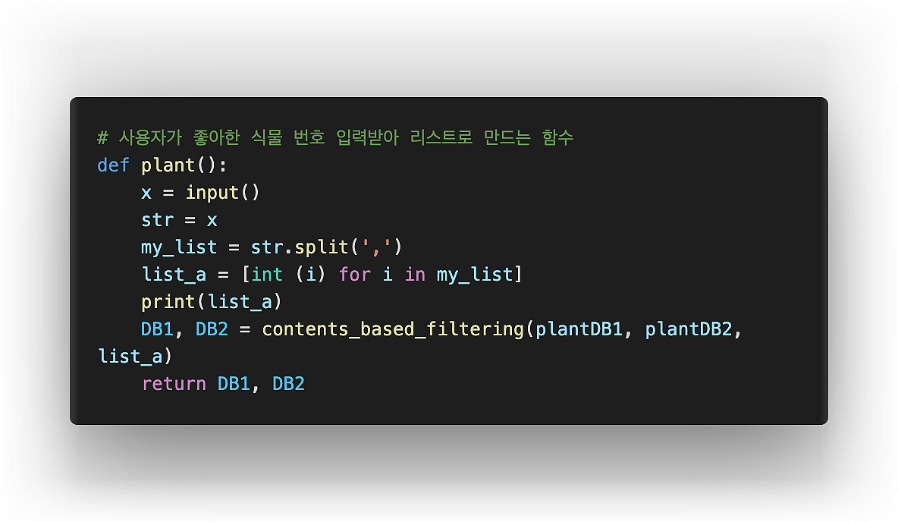 # 사용자가 좋아한 식물 번호 입력받아 리스트로 만드는 함수
def plant():
    x = input()
    str = x
    my_list = str.split(',')
    list_a = [int (i) for i in my_list]
    print(list_a)
    DB1, DB2 = contents_based_filtering(plantDB1, plantDB2,
list_a)
    return DB1, DB2